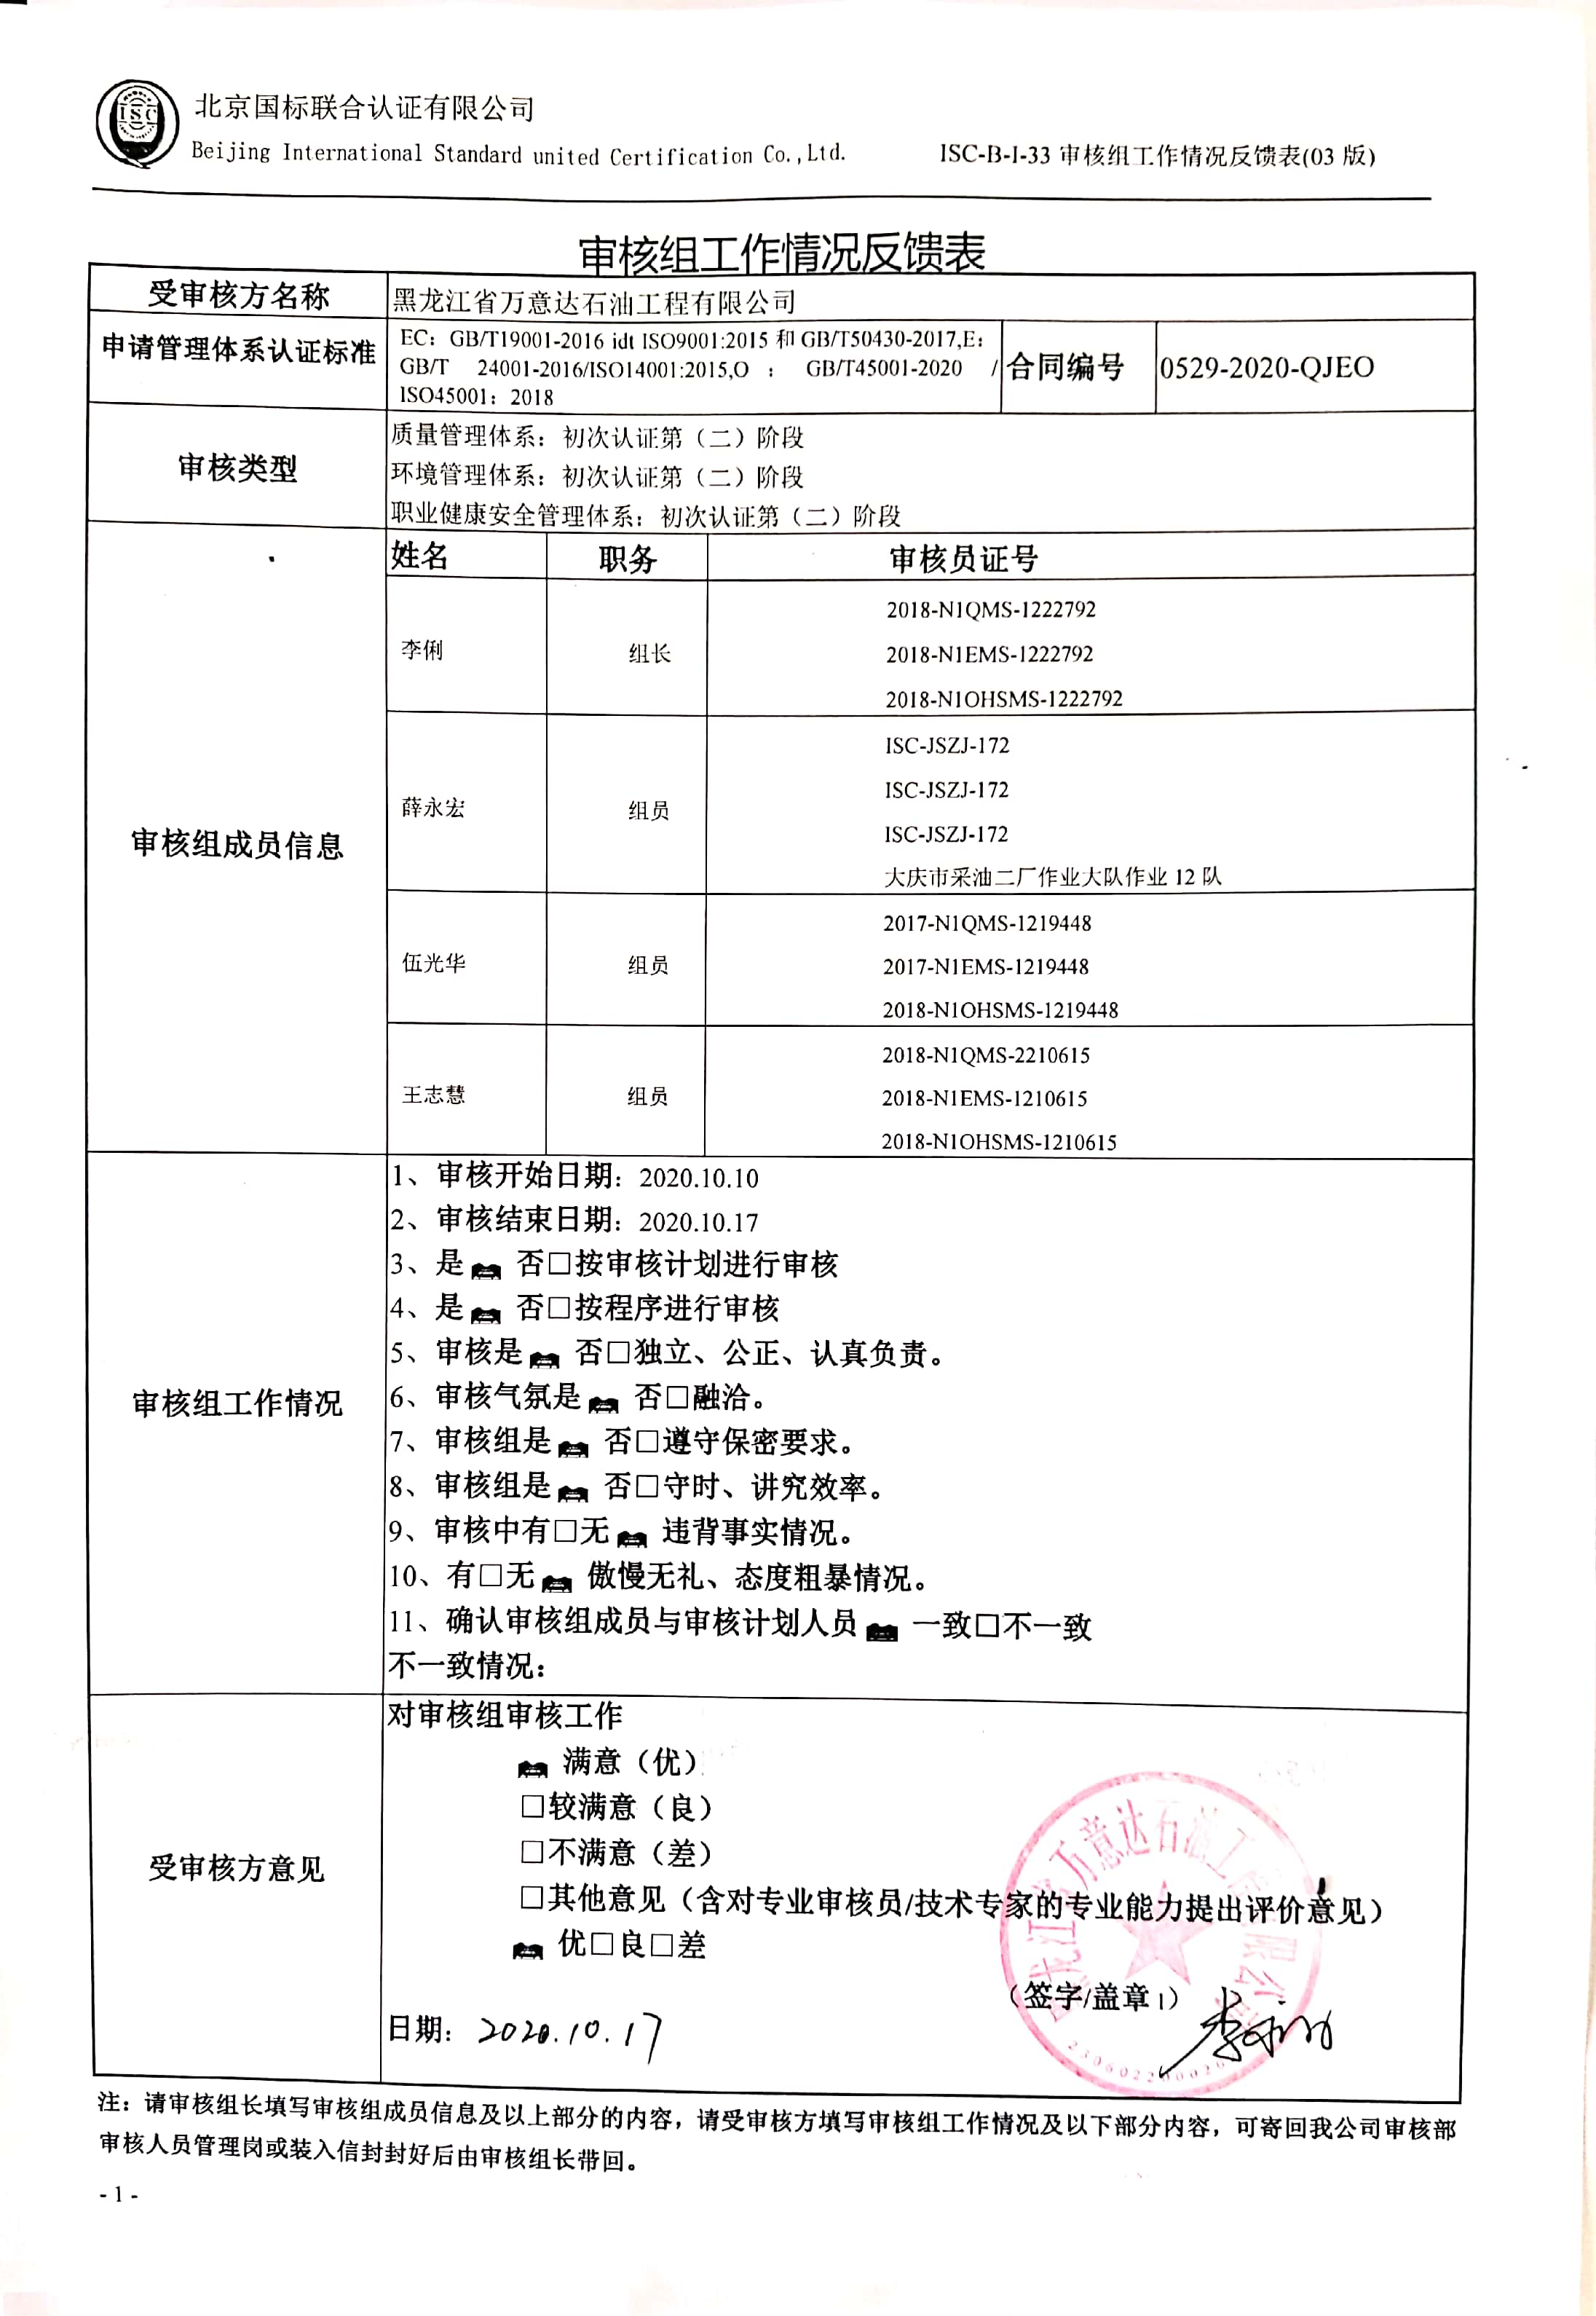 ISC
北京国标联合认证有限公司
Beijing International Standard united Certification Co.,Ltd.
ISC-B-I-33 审核组工作情况反馈表(03 版)
审核组工作情况反馈表
受审核方名称
黑龙江省万意达石油工程有限公司
申请管理体系认证标准
EC: GB/T19001-2016 idt ISO9001:2015 和 GB/T50430-2017,E:
GB/T 24001-2016/ISO14001:2015,O : GB/T45001-2020 /
ISO45001: 2018
合同编号
0529-2020-QJEO
审核类型
质量管理体系: 初次认证第（二）阶段
环境管理体系: 初次认证第（二）阶段
职业健康安全管理体系: 初次认证第（二）阶段
审核组成员信息
姓名 职务 审核员证号
李俐 组长
2018-N1QMS-1222792
2018-N1EMS-1222792
2018-N1OHSMS-1222792
薛永宏 组员
ISC-JSZJ-172
ISC-JSZJ-172
ISC-JSZJ-172
大庆市采油二厂作业大队作业 12 队
伍光华 组员
2017-N1QMS-1219448
2017-N1EMS-1219448
2018-N1OHSMS-1219448
王志慧 组员
2018-N1QMS-2210615
2018-N1EMS-1210615
2018-N1OHSMS-1210615
审核组工作情况
1、审核开始日期: 2020.10.10
2、审核结束日期: 2020.10.17
3、是 否□按审核计划进行审核
4、是 否□按程序进行审核
5、审核是 否□独立、公正、认真负责。
6、审核气氛是 否□融洽。
7、审核组是 否□遵守保密要求。
8、审核组是 否□守时、讲究效率。
9、审核中有□无 违背事实情况。
10、有□无 傲慢无礼、态度粗暴情况。
11、确认审核组成员与审核计划人员 一致□不一致
不一致情况:
受审核方意见
对审核组审核工作
满意（优）
□较满意（良）
□不满意（差）
□其他意见（含对专业审核员/技术专家的专业能力提出评价意见）
优□良□差
（签字/盖章）
日期: 2020.10.17
注: 请审核组长填写审核组成员信息及以上部分的内容，请受审核方填写审核组工作情况及以下部分内容，可寄回我公司审核部
审核人员管理岗或装入信封封好后由审核组长带回。
- 1 -